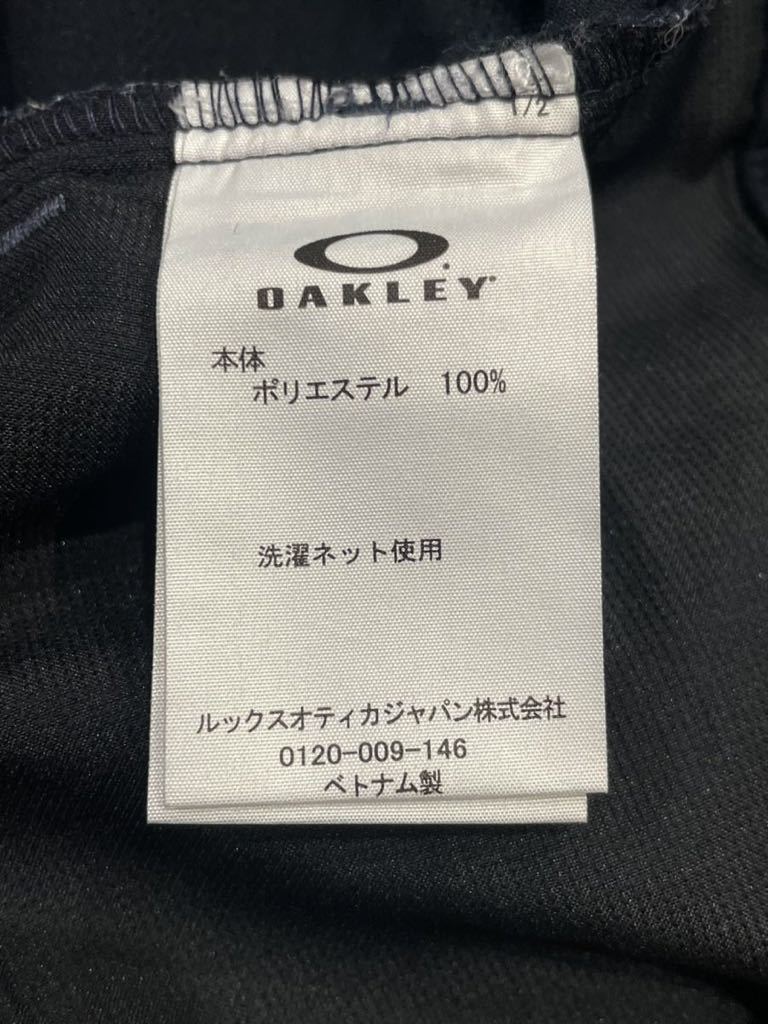 1/2
OAKLEY
本体
ポリエステル 100%
洗濯ネット使用
ルックスオティカジャパン株式会社
0120-009-146
ベトナム製